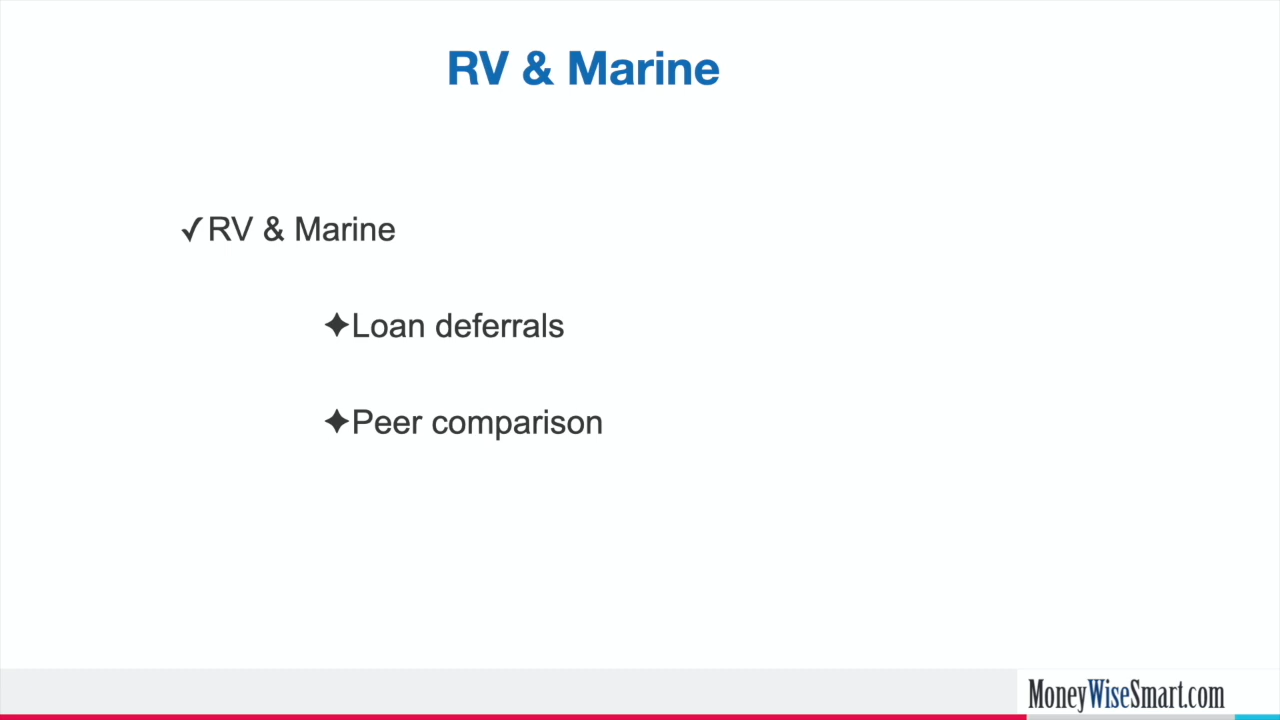 RV & Marine
✓RV & Marine
✦Loan deferrals
✦Peer comparison
MoneyWiseSmart.com